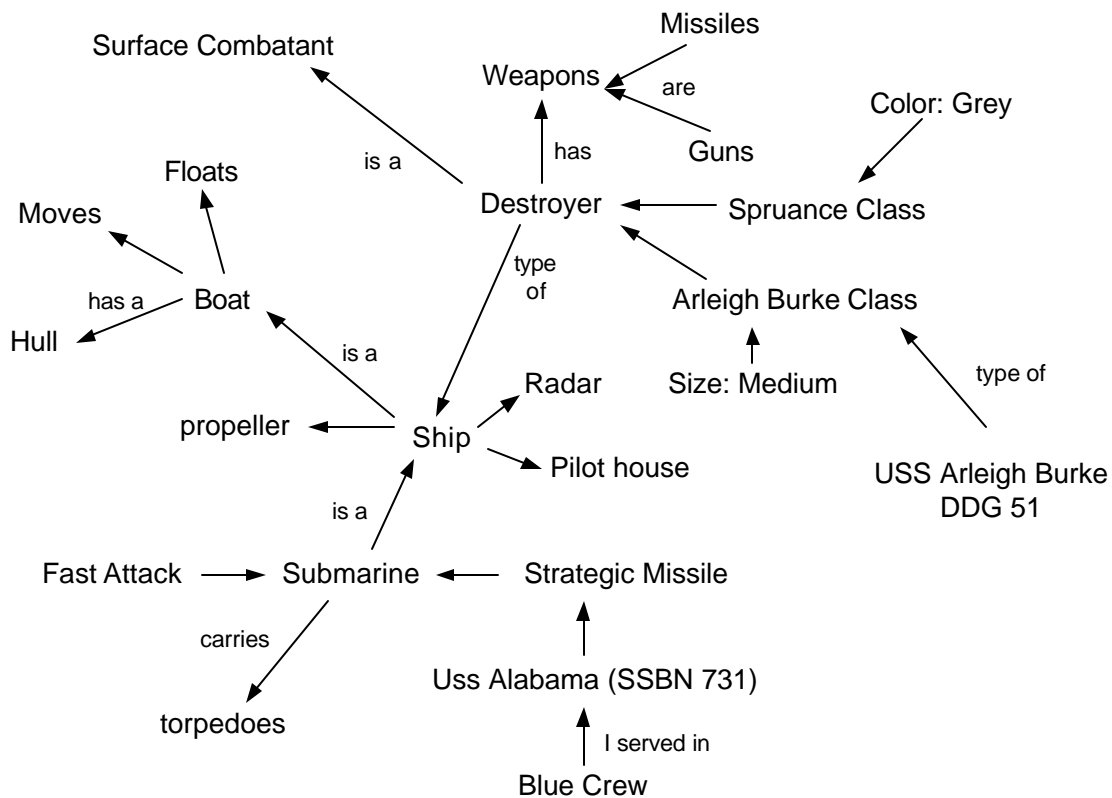 Missiles
Surface Combatant
Weapons
are
Color: Grey
has
Guns
is a
Floats
Destroyer
Spruance Class
Moves
type
of
has a
Boat
Arleigh Burke Class
Hull
is a
Radar
Size: Medium
type of
propeller
Ship
Pilot house
USS Arleigh Burke
DDG 51
is a
Fast Attack
Submarine
Strategic Missile
carries
Uss Alabama (SSBN 731)
torpedoes
I served in
Blue Crew